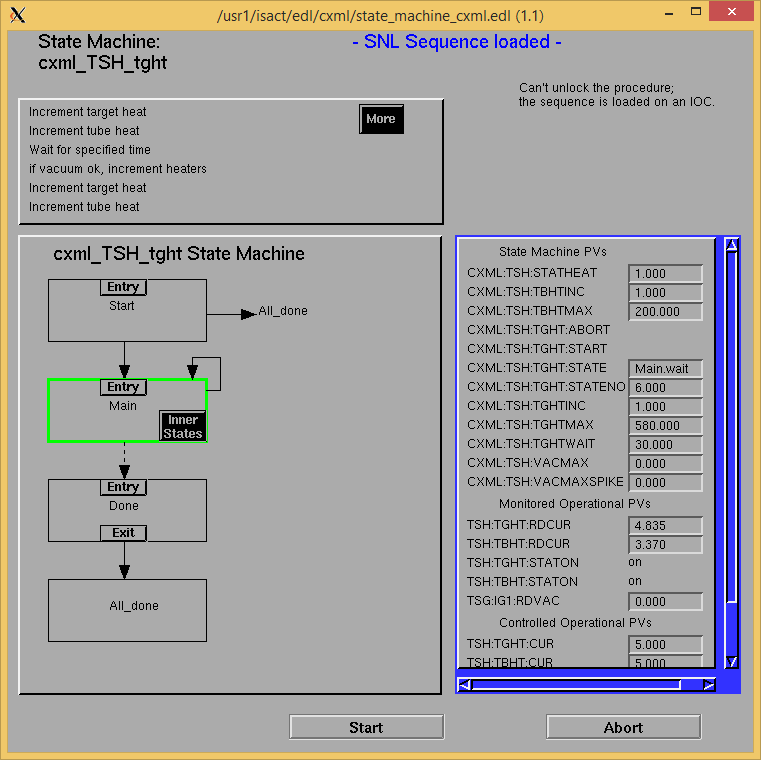 /usr1/isact/edl/cxml/state_machine_cxml.edl (1.1)
State Machine:
- SNL Sequence loaded -
cxml_TSH_tght
Can't unlock the procedure;
the sequence is loaded on an IOC.
Increment target heat
More
Increment tube heat
Wait for specified time
if vacuum ok, increment heaters
Increment target heat
Increment tube heat
cxml_TSH_tght State Machine
Entry
Start
All_done
Entry
Main
Inner
States
Entry
Done
Exit
All_done
State Machine PVs
CXML:TSH:STATHEAT 1.000
CXML:TSH:TBHTINC 1.000
CXML:TSH:TBHTMAX 200.000
CXML:TSH:TGHT:ABORT
CXML:TSH:TGHT:START
CXML:TSH:TGHT:STATE Main.wait
CXML:TSH:TGHT:STATENO 6.000
CXML:TSH:TGHTINC 1.000
CXML:TSH:TGHTMAX 580.000
CXML:TSH:TGHTWAIT 30.000
CXML:TSH:VACMAX 0.000
CXML:TSH:VACMAXSPIKE 0.000
Monitored Operational PVs
TSH:TGHT:RDCUR 4.835
TSH:TBHT:RDCUR 3.370
TSH:TGHT:STATON on
TSH:TBHT:STATON on
TSG:IG1:RDVAC 0.000
Controlled Operational PVs
TSH:TGHT:CUR 5.000
TSH:TBHT:CUR 5.000
Start
Abort